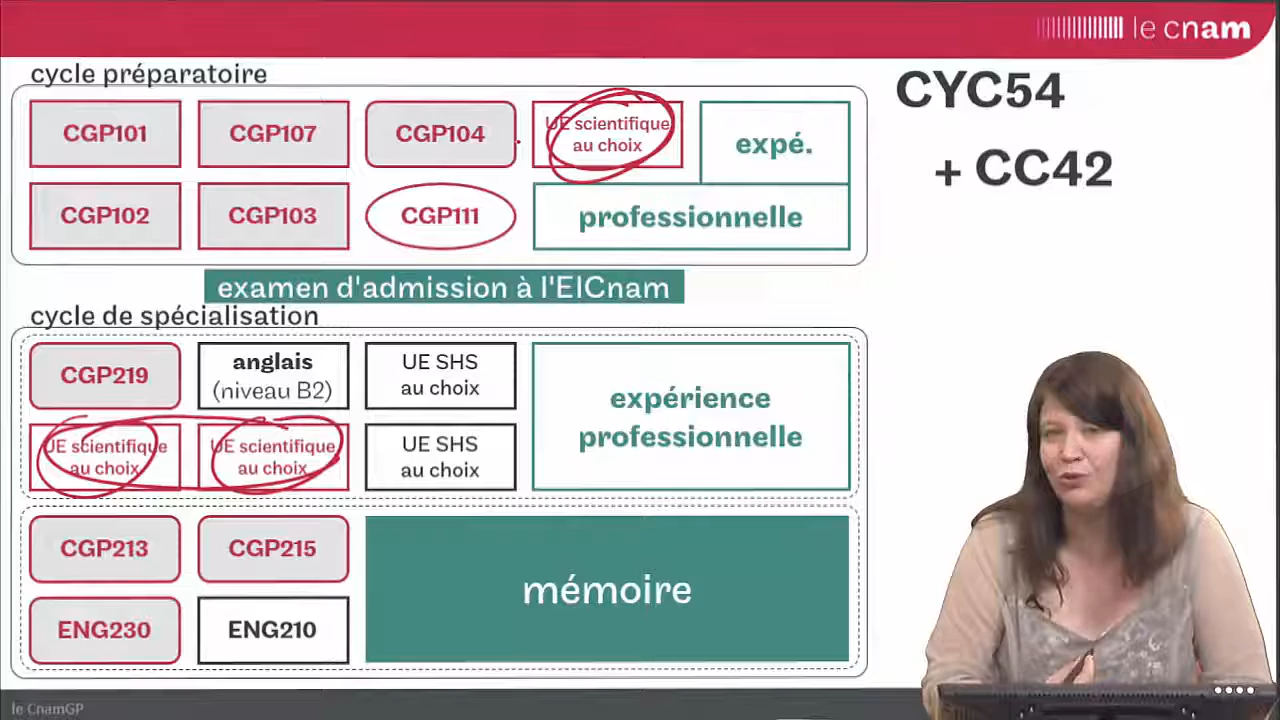 le cnam
cycle préparatoire
CYC54
+ CC42
CGP101
CGP107
CGP104
UE scientifique
au choix
expé.
professionnelle
CGP102
CGP103
CGP111
examen d'admission à l'EICnam
cycle de spécialisation
CGP219
anglais
(niveau B2)
UE SHS
au choix
expérience
professionnelle
UE scientifique
au choix
UE scientifique
au choix
UE SHS
au choix
CGP213
CGP215
mémoire
ENG230
ENG210
le CnamGP